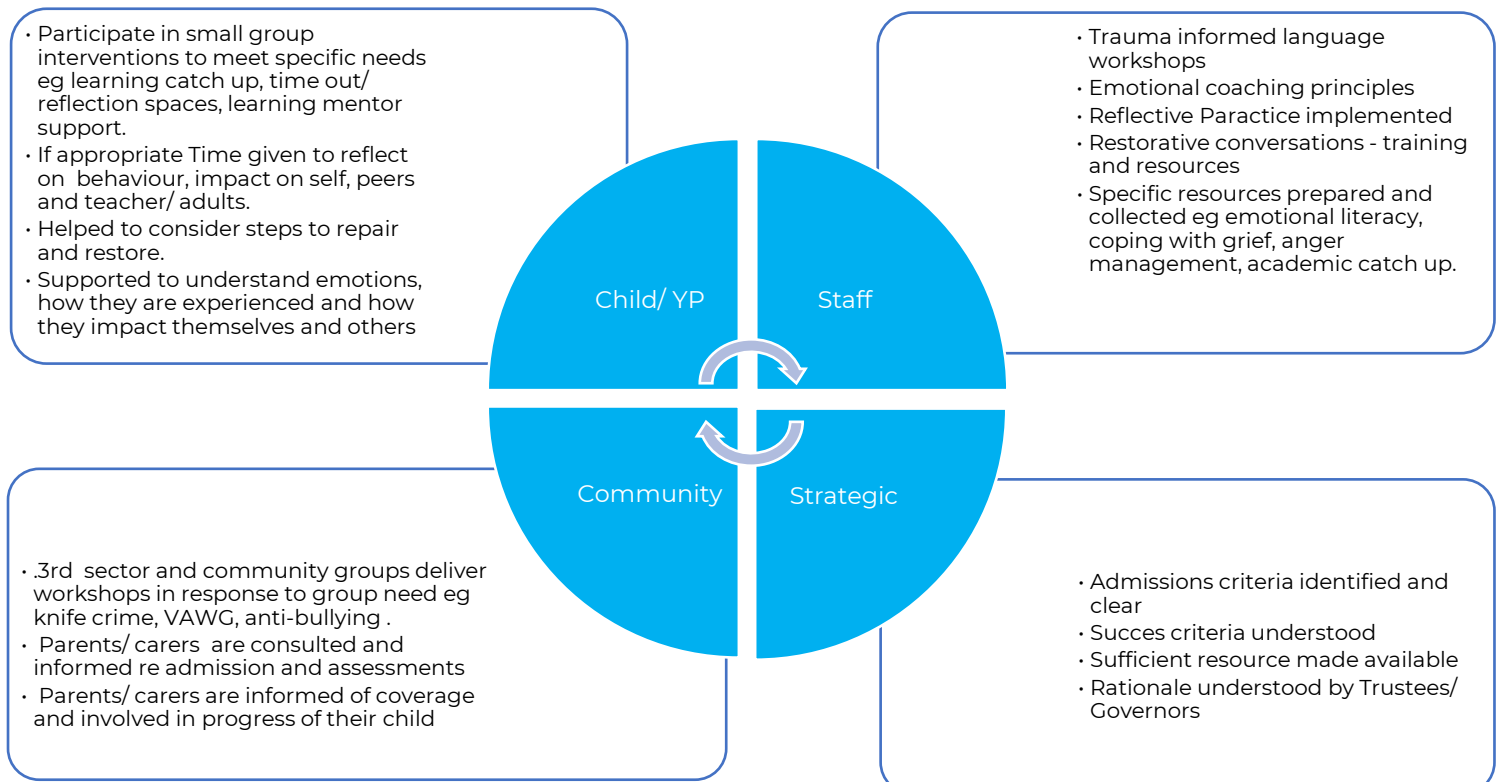 · Participate in small group
interventions to meet specific needs
eg learning catch up, time out/
reflection spaces, learning mentor
support.
· If appropriate Time given to reflect
on  behaviour, impact on self, peers
and teacher/ adults.
· Helped to consider steps to repair
and restore.
· Supported to understand emotions,
how they are experienced and how
they impact themselves and others
· Trauma informed language
workshops
· Emotional coaching principles
· Reflective Paractice implemented
· Restorative conversations - training
and resources
· Specific resources prepared and
collected eg emotional literacy,
coping with grief, anger
management, academic catch up.
Child/ YP
Staff
Community
Strategic
· .3rd  sector and community groups deliver
workshops in response to group need eg
knife crime, VAWG, anti-bullying .
·  Parents/ carers  are consulted and
informed re admission and assessments
·  Parents/ carers are informed of coverage
and involved in progress of their child
· Admissions criteria identified and
clear
· Succes criteria understood
· Sufficient resource made available
· Rationale understood by Trustees/
Governors